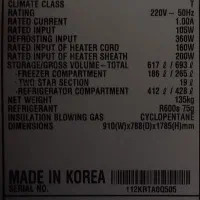 CLIMATE CLASS T
RATING 220V ~ 50Hz
RATED CURRENT 1.00A
RATED INPUT 105W
DEFROSTING INPUT 360W
RATED INPUT OF HEATER CORD 160W
RATED INPUT OF HEATER SHEATH 200W
STORAGE/GROSS VOLUME-TOTAL 617 ℓ / 693 ℓ
-FREEZER COMPARTMENT 186 ℓ / 265 ℓ
-TWO STAR SECTION 19 ℓ
-REFRIGERATOR COMPARTMENT 412 ℓ / 428 ℓ
NET WEIGHT 135kg
REFRIGERANT R600a 75g
INSULATION BLOWING GAS CYCLOPENTANE
DIMENSIONS 910(W)x788(D)x1785(H)mm
MADE IN KOREA
SERIAL NO. 112KRTA0Q505